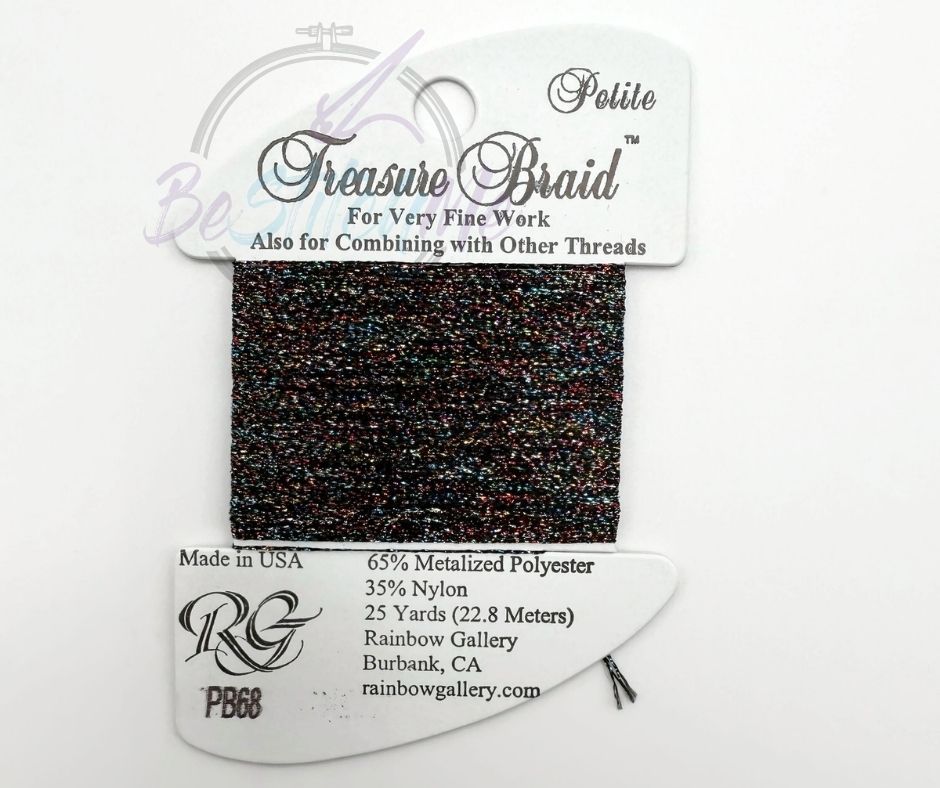 Petite
Treasure Braid™
For Very Fine Work
Also for Combining with Other Threads
BeStitchMe
Made in USA
RG
PB68
65% Metalized Polyester
35% Nylon
25 Yards (22.8 Meters)
Rainbow Gallery
Burbank, CA
rainbowgallery.com